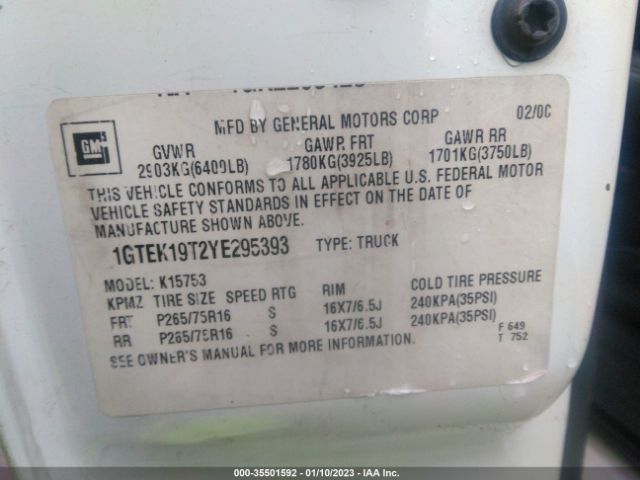 MFD BY GENERAL MOTORS CORP 02/00
GM
GVWR GAWR FRT GAWR RR
2903KG(6400LB) 1780KG(3925LB) 1701KG(3750LB)
THIS VEHICLE CONFORMS TO ALL APPLICABLE U.S. FEDERAL MOTOR
VEHICLE SAFETY STANDARDS IN EFFECT ON THE DATE OF
MANUFACTURE SHOWN ABOVE.
1GTEK19T2YE295393 TYPE: TRUCK
MODEL: K15753
KPMZ TIRE SIZE SPEED RTG RIM COLD TIRE PRESSURE
FRT P265/75R16 S 16X7/6.5J 240KPA(35PSI)
RR P265/75R16 S 16X7/6.5J 240KPA(35PSI)
SEE OWNER'S MANUAL FOR MORE INFORMATION.
F 649
T 752
000-35501592 - 01/10/2023 - IAA Inc.